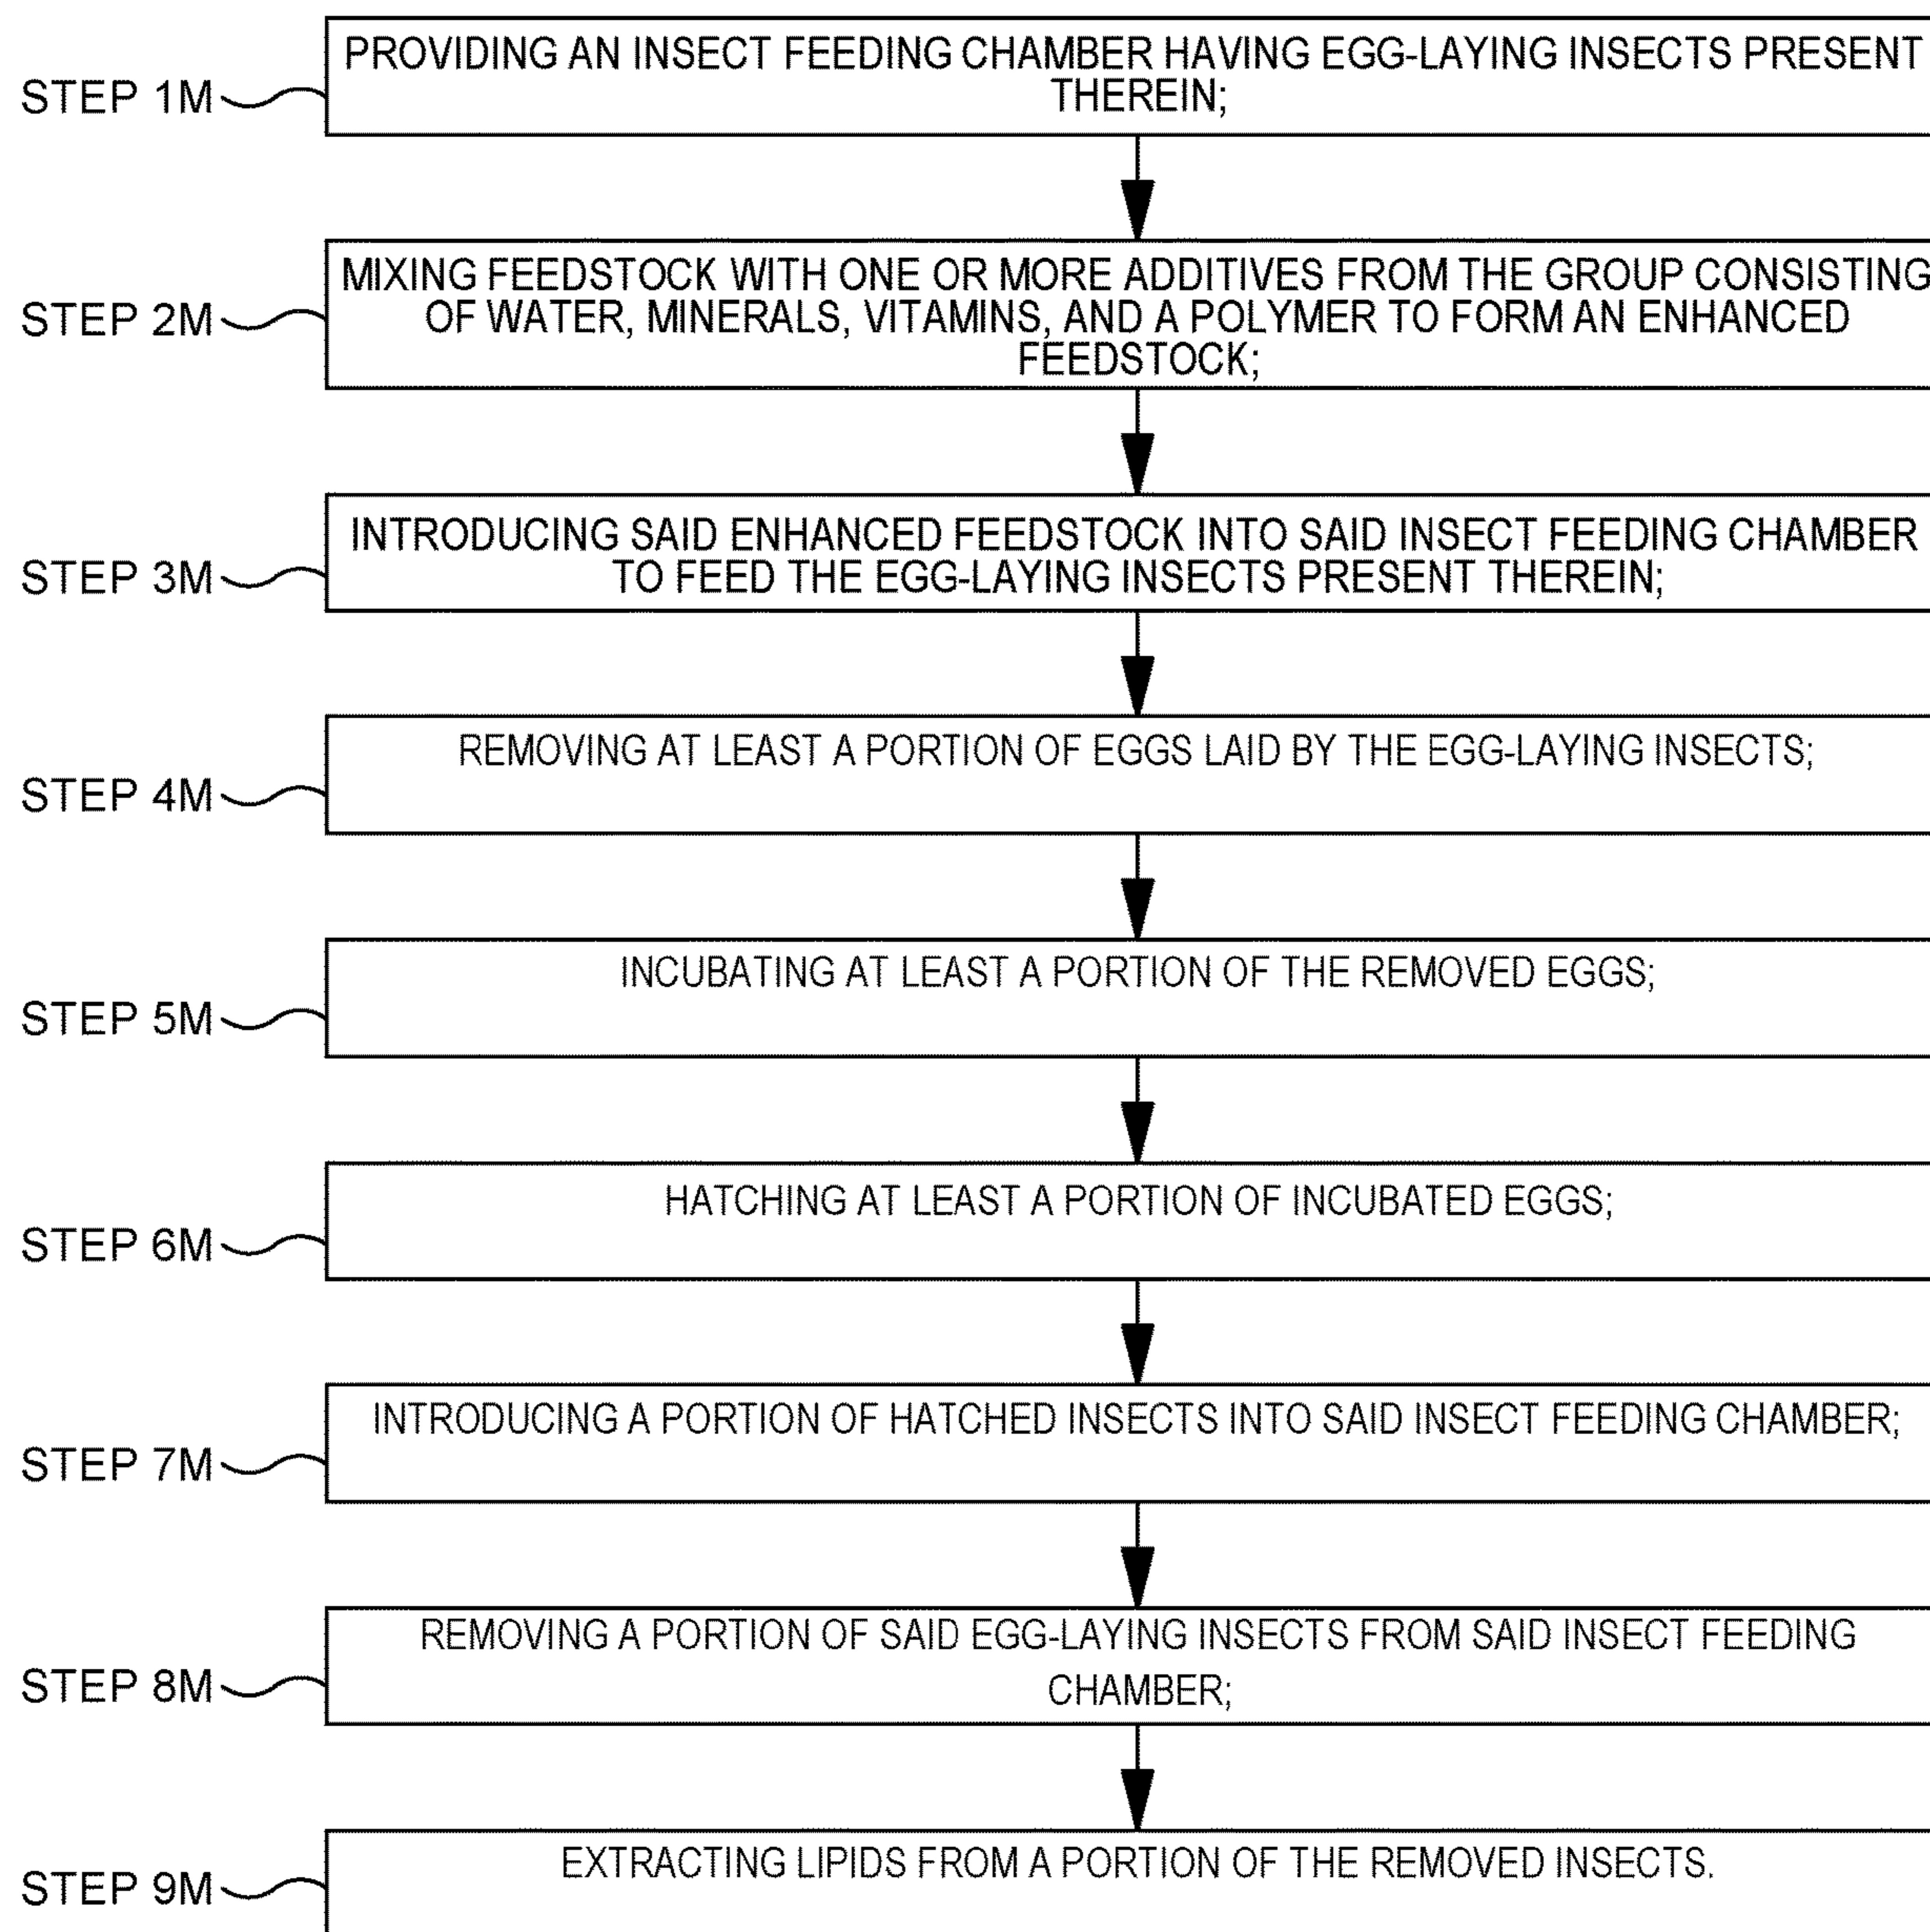 PROVIDING AN INSECT FEEDING CHAMBER HAVING EGG-LAYING INSECTS PRESENT
STEP 1M
THEREIN;
MIXING FEEDSTOCK WITH ONE OR MORE ADDITIVES FROM THE GROUP CONSISTING
STEP 2M
OF WATER, MINERALS, VITAMINS, AND A POLYMER TO FORM AN ENHANCED
FEEDSTOCK;
INTRODUCING SAID ENHANCED FEEDSTOCK INTO SAID INSECT FEEDING CHAMBER
STEP 3M
TO FEED THE EGG-LAYING INSECTS PRESENT THEREIN;
REMOVING AT LEAST A PORTION OF EGGS LAID BY THE EGG-LAYING INSECTS;
STEP 4M
INCUBATING AT LEAST A PORTION OF THE REMOVED EGGS;
STEP 5M
HATCHING AT LEAST A PORTION OF INCUBATED EGGS;
STEP 6M
INTRODUCING A PORTION OF HATCHED INSECTS INTO SAID INSECT FEEDING CHAMBER;
STEP 7M
REMOVING A PORTION OF SAID EGG-LAYING INSECTS FROM SAID INSECT FEEDING
STEP 8M
CHAMBER;
EXTRACTING LIPIDS FROM A PORTION OF THE REMOVED INSECTS.
STEP 9M